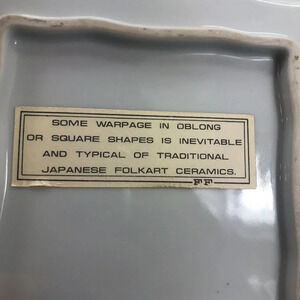 SOME WARPAGE IN OBLONG
OR SQUARE SHAPES IS INEVITABLE
AND TYPICAL OF TRADITIONAL
JAPANESE FOLKART CERAMICS.
FF